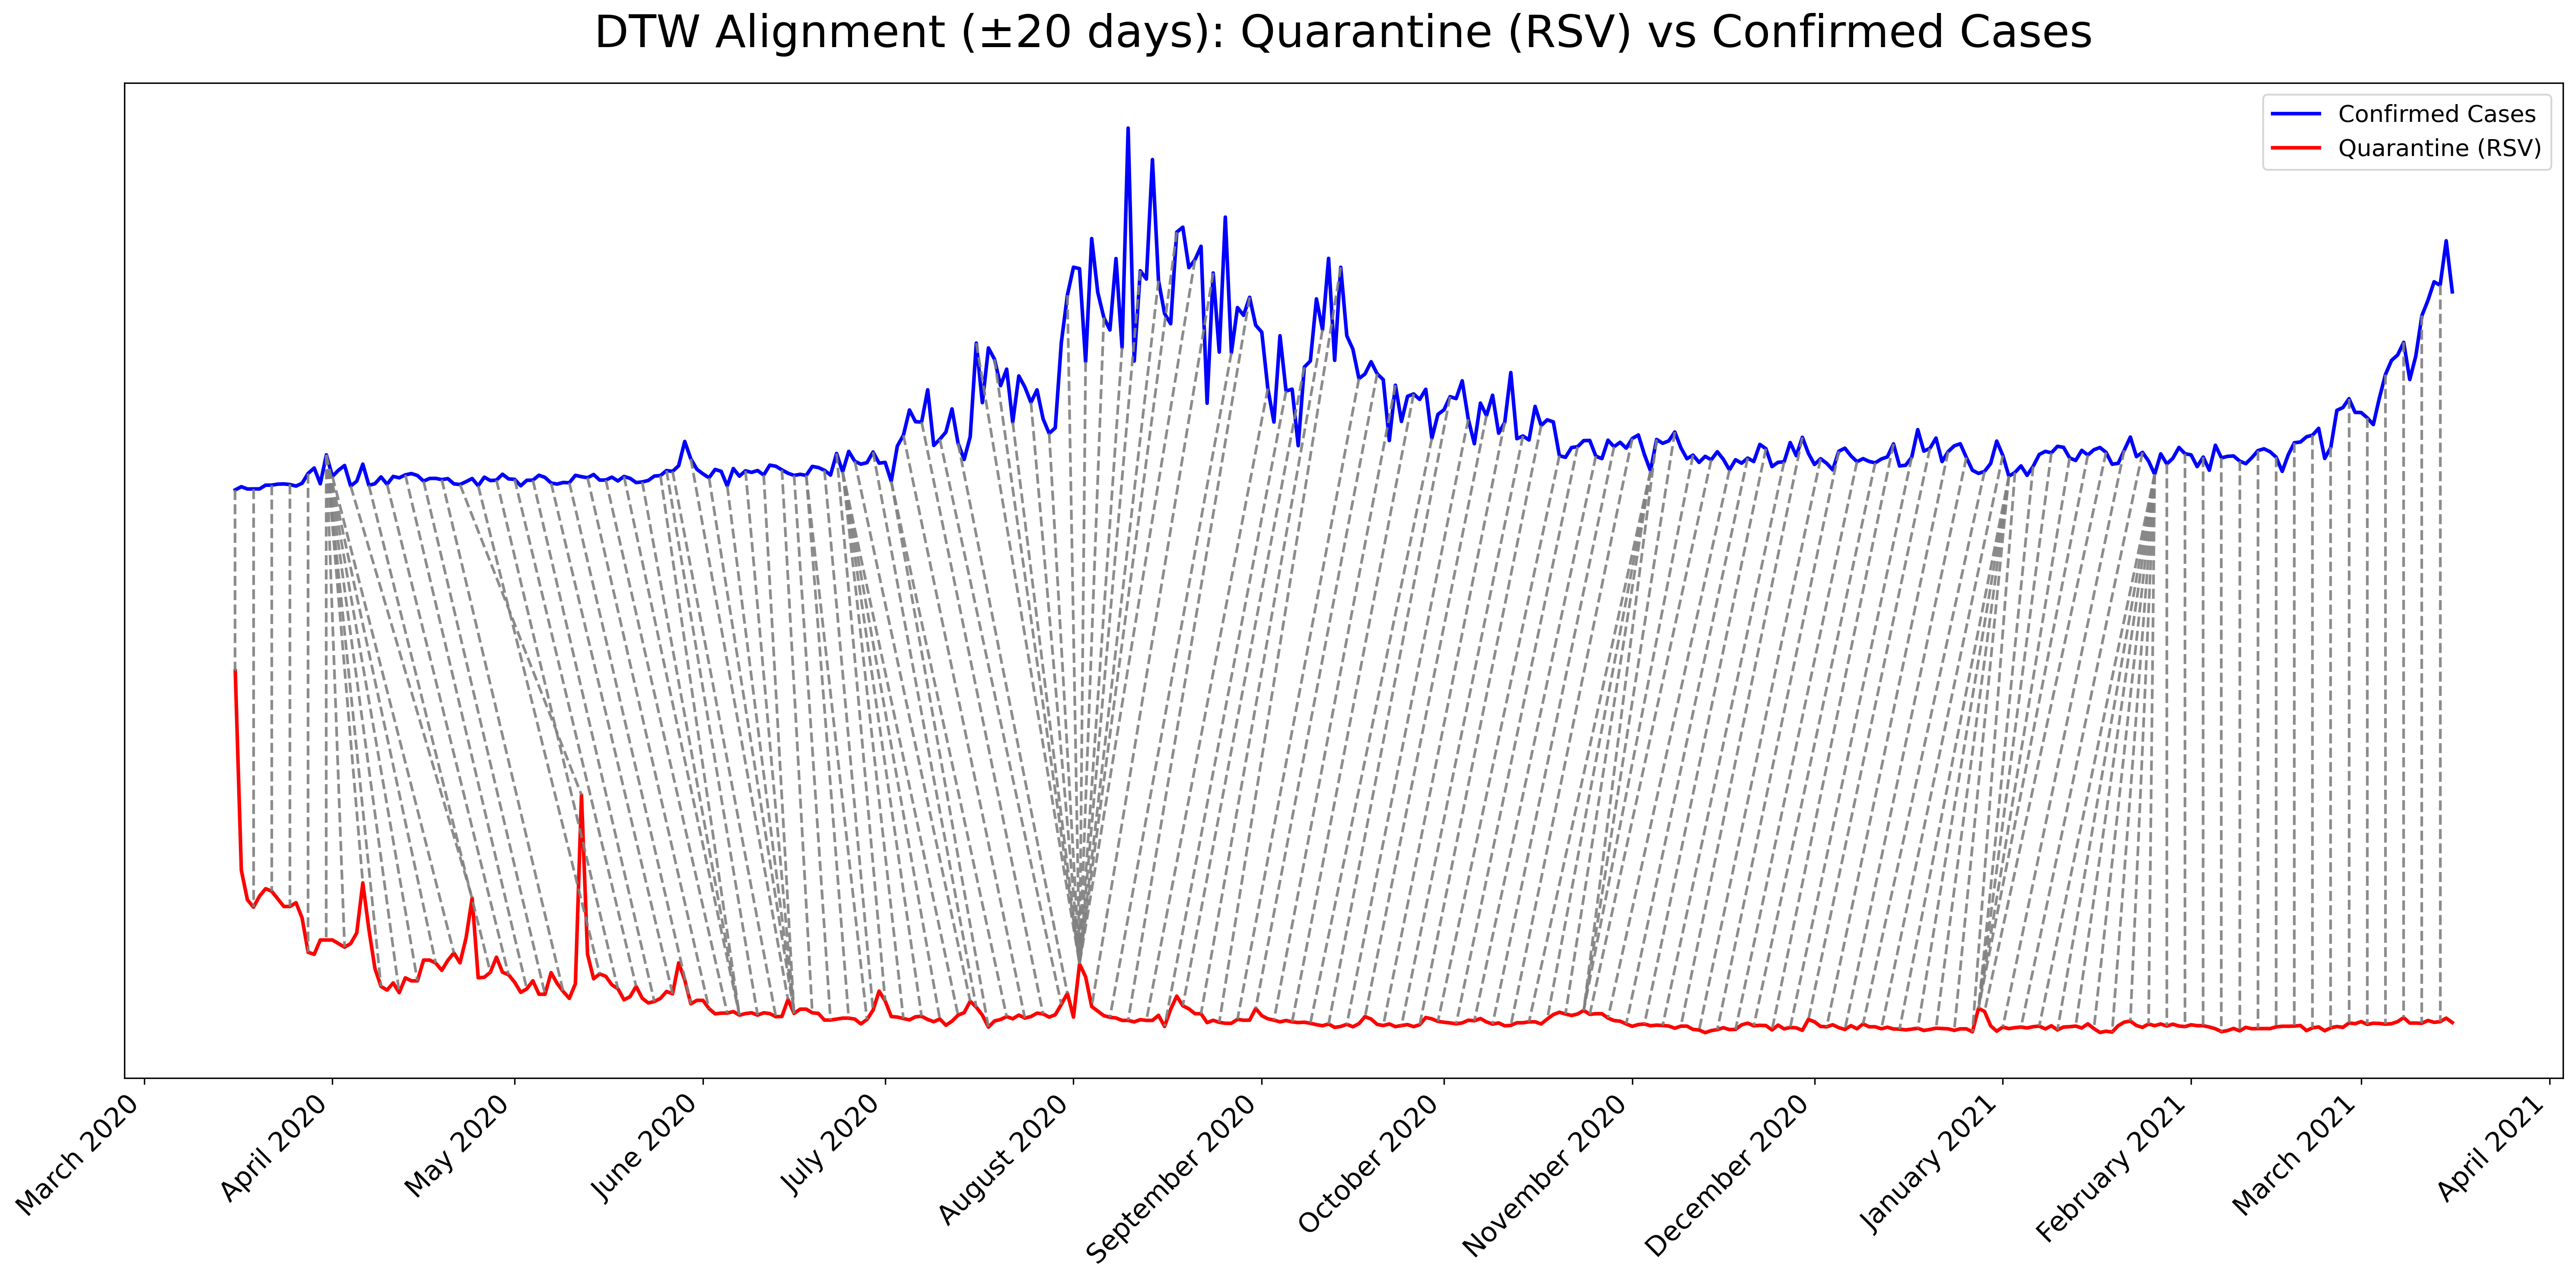 DTW Alignment (±20 days): Quarantine (RSV) vs Confirmed Cases
Confirmed Cases
Quarantine (RSV)
March 2020
April 2020
May 2020
June 2020
July 2020
August 2020
September 2020
October 2020
November 2020
December 2020
January 2021
February 2021
March 2021
April 2021